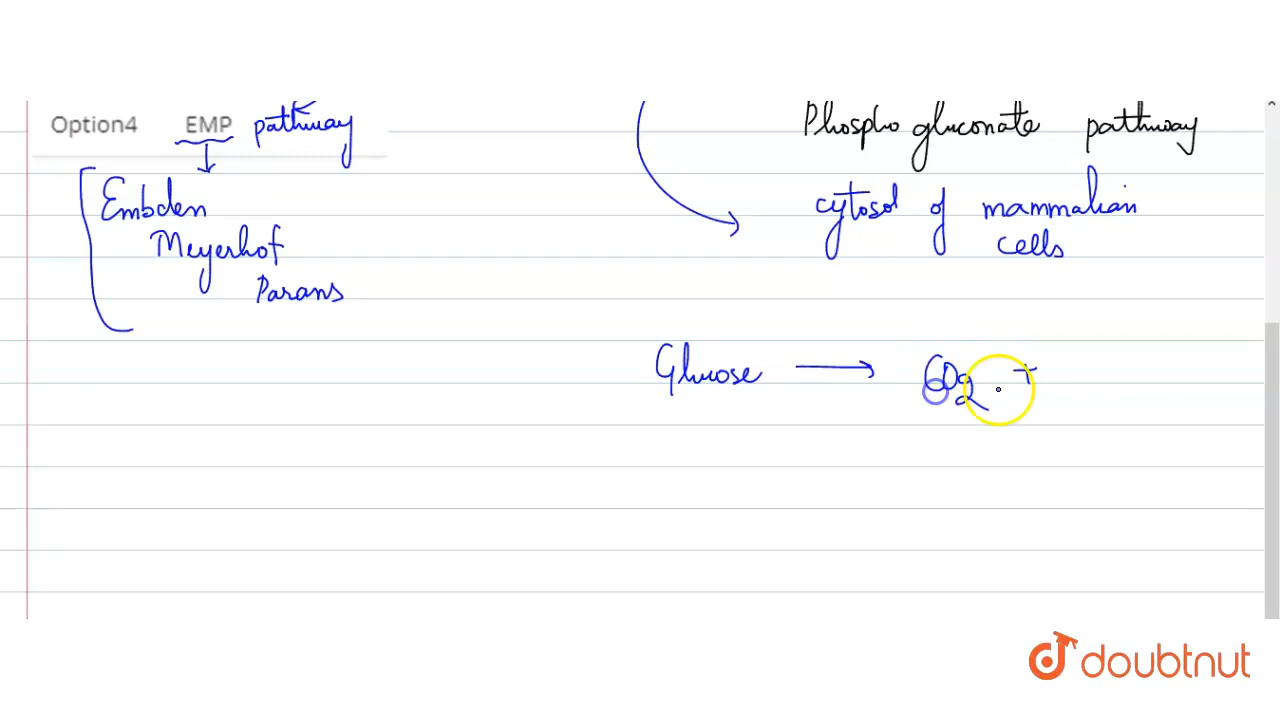 Option4 EMP pathway
Embden
Meyerhof
Parans
Phospho gluconate pathway
cytosol of mammalian
cells
Glucose → CO2 +
doubtnut